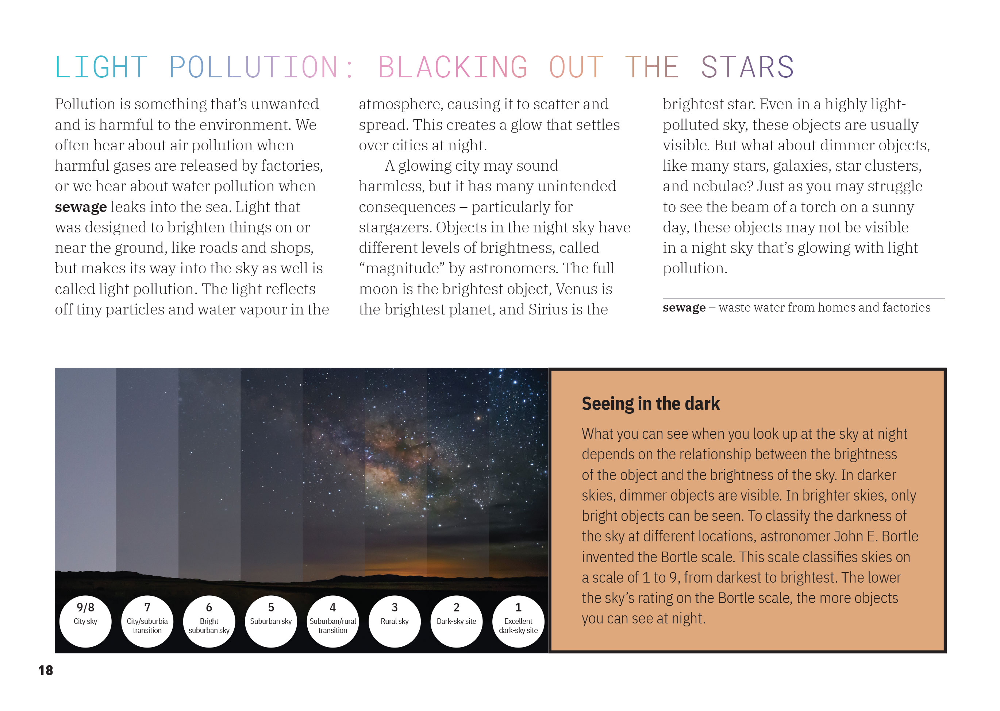 LIGHT POLLUTION: BLACKING OUT THE STARS
Pollution is something that’s unwanted
and is harmful to the environment. We
often hear about air pollution when
harmful gases are released by factories,
or we hear about water pollution when
sewage leaks into the sea. Light that
was designed to brighten things on or
near the ground, like roads and shops,
but makes its way into the sky as well is
called light pollution. The light reflects
off tiny particles and water vapour in the
atmosphere, causing it to scatter and
spread. This creates a glow that settles
over cities at night.
A glowing city may sound
harmless, but it has many unintended
consequences – particularly for
stargazers. Objects in the night sky have
different levels of brightness, called
“magnitude” by astronomers. The full
moon is the brightest object, Venus is
the brightest planet, and Sirius is the
brightest star. Even in a highly light-
polluted sky, these objects are usually
visible. But what about dimmer objects,
like many stars, galaxies, star clusters,
and nebulae? Just as you may struggle
to see the beam of a torch on a sunny
day, these objects may not be visible
in a night sky that’s glowing with light
pollution.
sewage – waste water from homes and factories
9/8
City sky
7
City/suburbia
transition
6
Bright
suburban sky
5
Suburban sky
4
Suburban/rural
transition
3
Rural sky
2
Dark-sky site
1
Excellent
dark-sky site
Seeing in the dark
What you can see when you look up at the sky at night
depends on the relationship between the brightness
of the object and the brightness of the sky. In darker
skies, dimmer objects are visible. In brighter skies, only
bright objects can be seen. To classify the darkness of
the sky at different locations, astronomer John E. Bortle
invented the Bortle scale. This scale classifies skies on
a scale of 1 to 9, from darkest to brightest. The lower
the sky’s rating on the Bortle scale, the more objects
you can see at night.
18